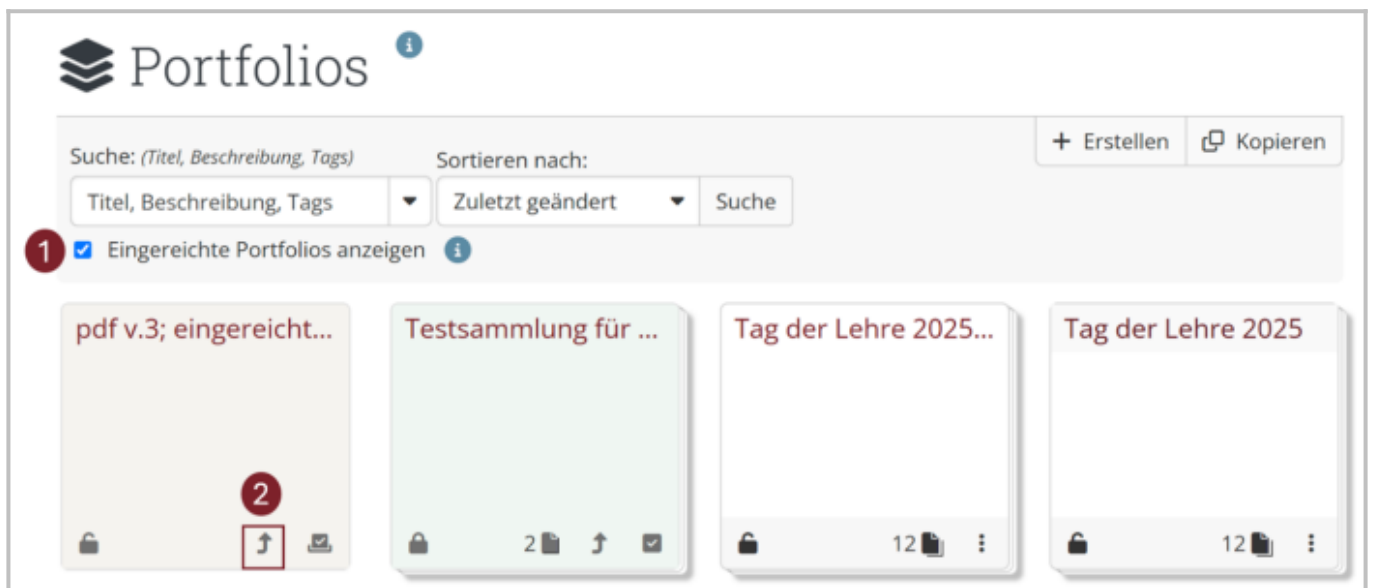 Portfolios
+ Erstellen Kopieren
Suche: (Titel, Beschreibung, Tags) Sortieren nach:
Titel, Beschreibung, Tags Zuletzt geändert Suche
1 Eingereichte Portfolios anzeigen
pdf v.3; eingereicht... Testsammlung für ... Tag der Lehre 2025... Tag der Lehre 2025
2
2 12 12